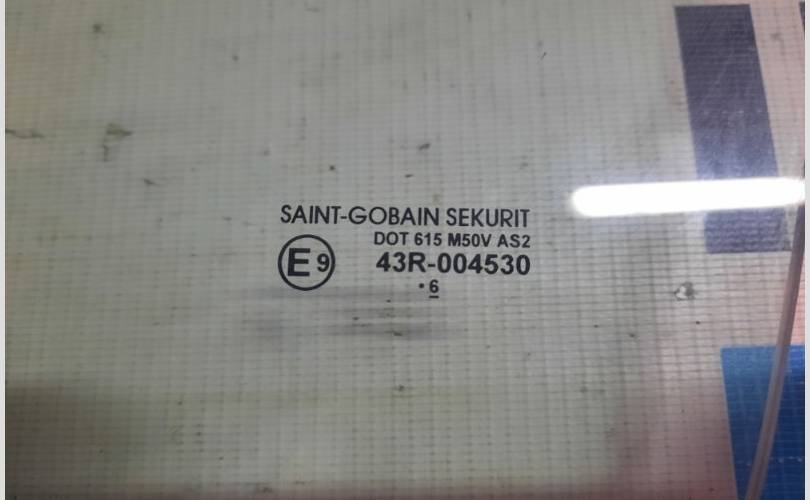 SAINT-GOBAIN SEKURIT
DOT 615 M50V AS2
E9 43R-004530
·6